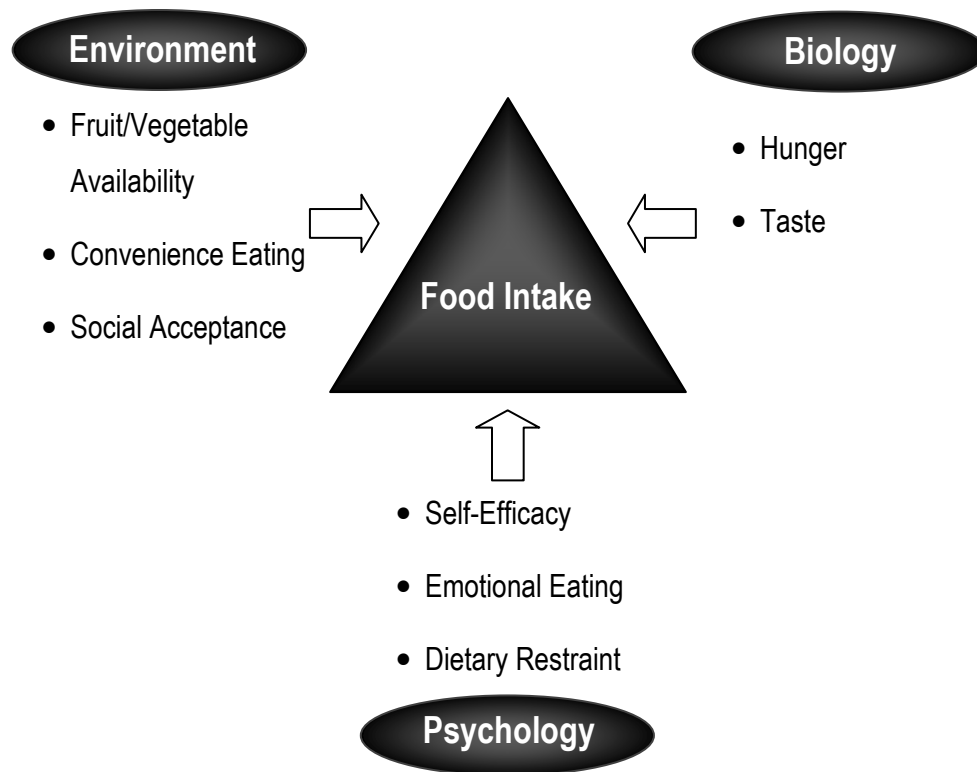 Environment
• Fruit/Vegetable
Availability
• Convenience Eating
• Social Acceptance
Biology
• Hunger
• Taste
Food Intake
• Self-Efficacy
• Emotional Eating
• Dietary Restraint
Psychology